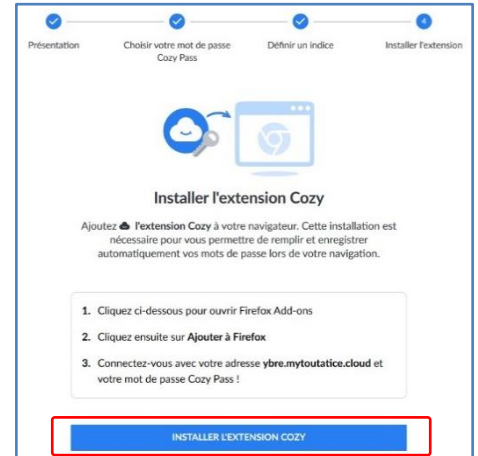 4
Présentation
Choisir votre mot de passe
Cozy Pass
Définir un indice
Installer l'extension
Installer l'extension Cozy
Ajoutez l'extension Cozy à votre navigateur. Cette installation est
nécessaire pour vous permettre de remplir et enregistrer
automatiquement vos mots de passe lors de votre navigation.
1. Cliquez ci-dessous pour ouvrir Firefox Add-ons
2. Cliquez ensuite sur Ajouter à Firefox
3. Connectez-vous avec votre adresse ybre.mytoutatice.cloud et
votre mot de passe Cozy Pass !
INSTALLER L'EXTENSION COZY